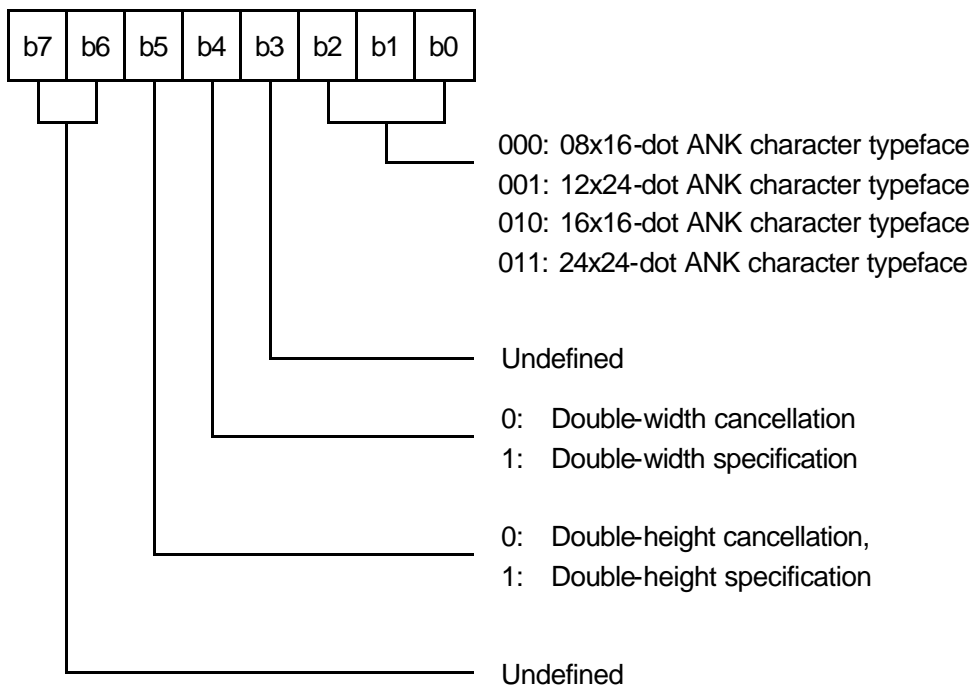 b7 b6 b5 b4 b3 b2 b1 b0
000: 08x16-dot ANK character typeface
001: 12x24-dot ANK character typeface
010: 16x16-dot ANK character typeface
011: 24x24-dot ANK character typeface
Undefined
0: Double-width cancellation
1: Double-width specification
0: Double-height cancellation,
1: Double-height specification
Undefined